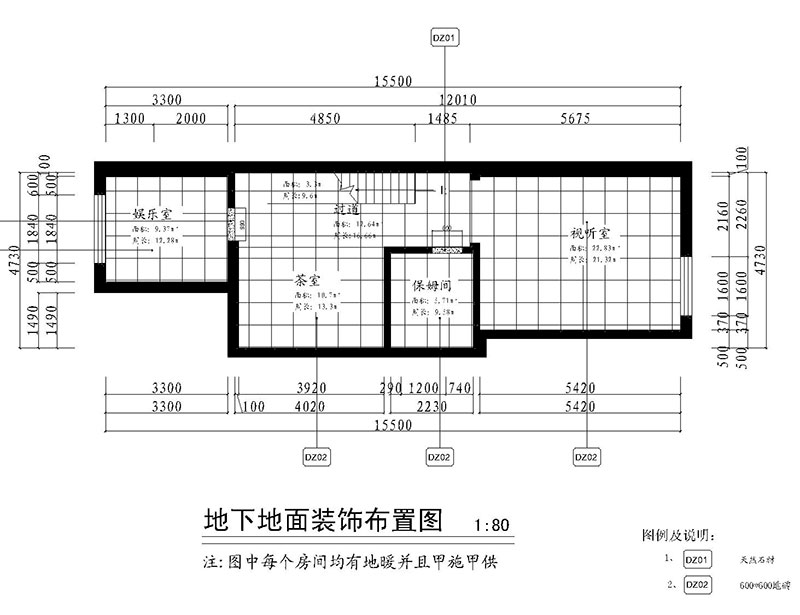 DZ01
15500
3300 12010
1300 2000 4850 1485 5675
100
600 500
1840 1840
4730
500 500
1490 1490
娱乐室
面积: 9.37m²
周长: 12.28m
面积: 3.3m
周长: 9.6m
上
过道
面积: 12.64m
周长: 16.66m
800
茶室
面积: 10.7m²
周长: 13.3m
保姆间
面积: 5.71m²
周长: 9.58m
视听室
面积: 22.83m²
周长: 21.32m
100
2160 2260
4730
1600 1600
370 370
500 500
3300 3920 290 1200 740 5420
3300 100 4020 2230 5420
15500
DZ02 DZ02 DZ02
地下地面装饰布置图 1:80
注:图中每个房间均有地暖并且甲施甲供
图例及说明:
1、 DZ01 天然石材
2、 DZ02 600*600地砖